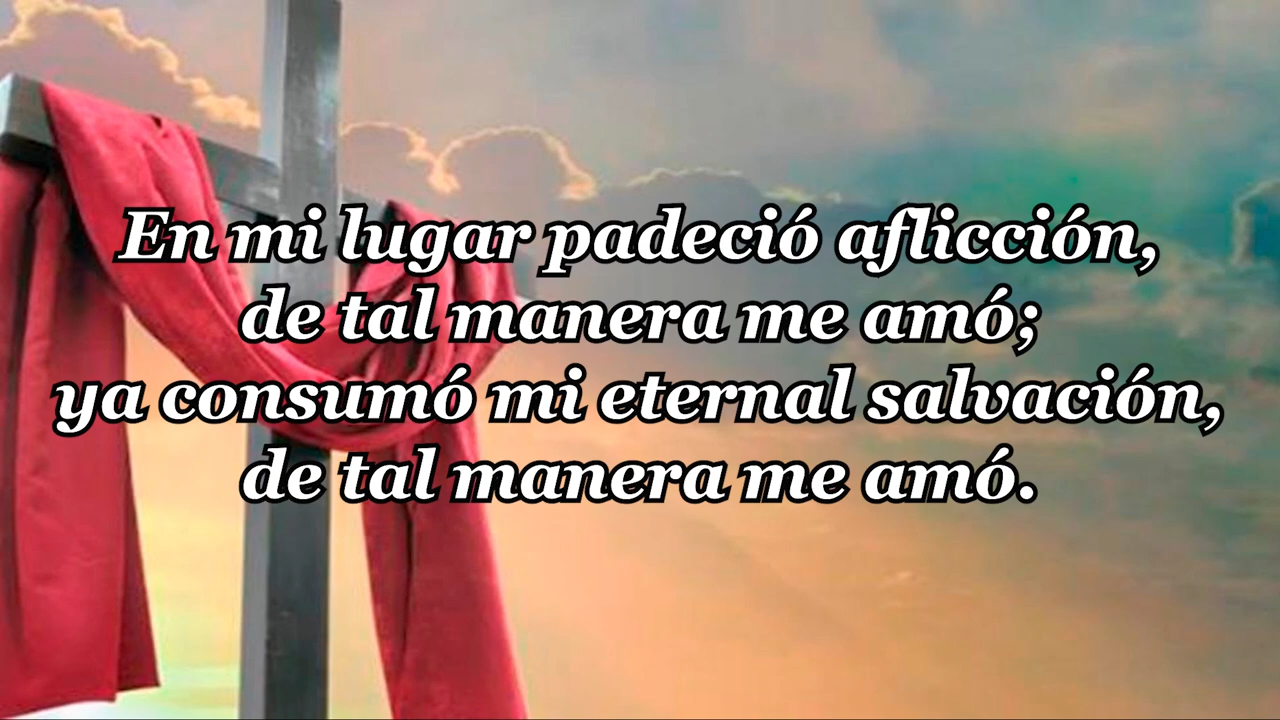 En mi lugar padeció aflicción,
de tal manera me amó;
ya consumó mi eternal salvación,
de tal manera me amó.